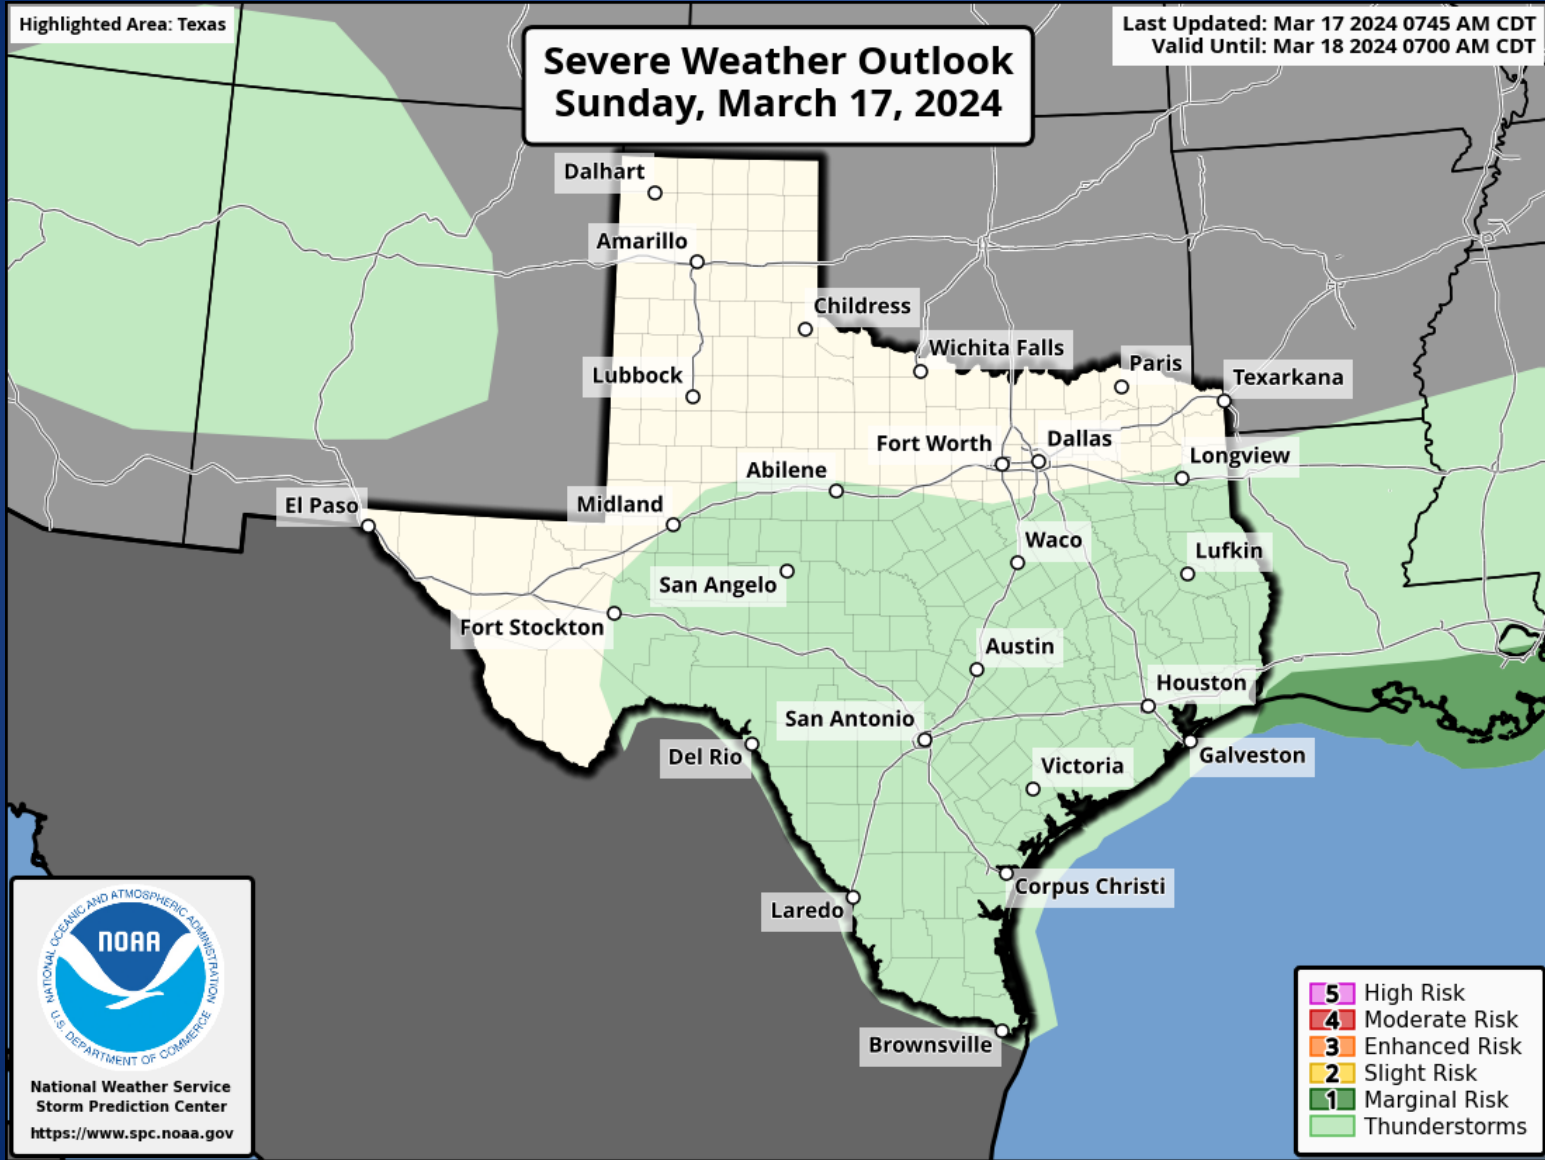 Highlighted Area: Texas
Severe Weather Outlook
Sunday, March 17, 2024
Last Updated: Mar 17 2024 0745 AM CDT
Valid Until: Mar 18 2024 0700 AM CDT
Dalhart
Amarillo
Childress
Wichita Falls
Paris
Texarkana
Lubbock
Fort Worth
Dallas
Longview
Abilene
Midland
El Paso
Waco
Lufkin
San Angelo
Fort Stockton
Austin
Houston
San Antonio
Del Rio
Galveston
Victoria
Corpus Christi
Laredo
Brownsville
NATIONAL OCEANIC AND ATMOSPHERIC ADMINISTRATION
NOAA
U.S. DEPARTMENT OF COMMERCE
National Weather Service
Storm Prediction Center
https://www.spc.noaa.gov
5 High Risk
4 Moderate Risk
3 Enhanced Risk
2 Slight Risk
1 Marginal Risk
Thunderstorms